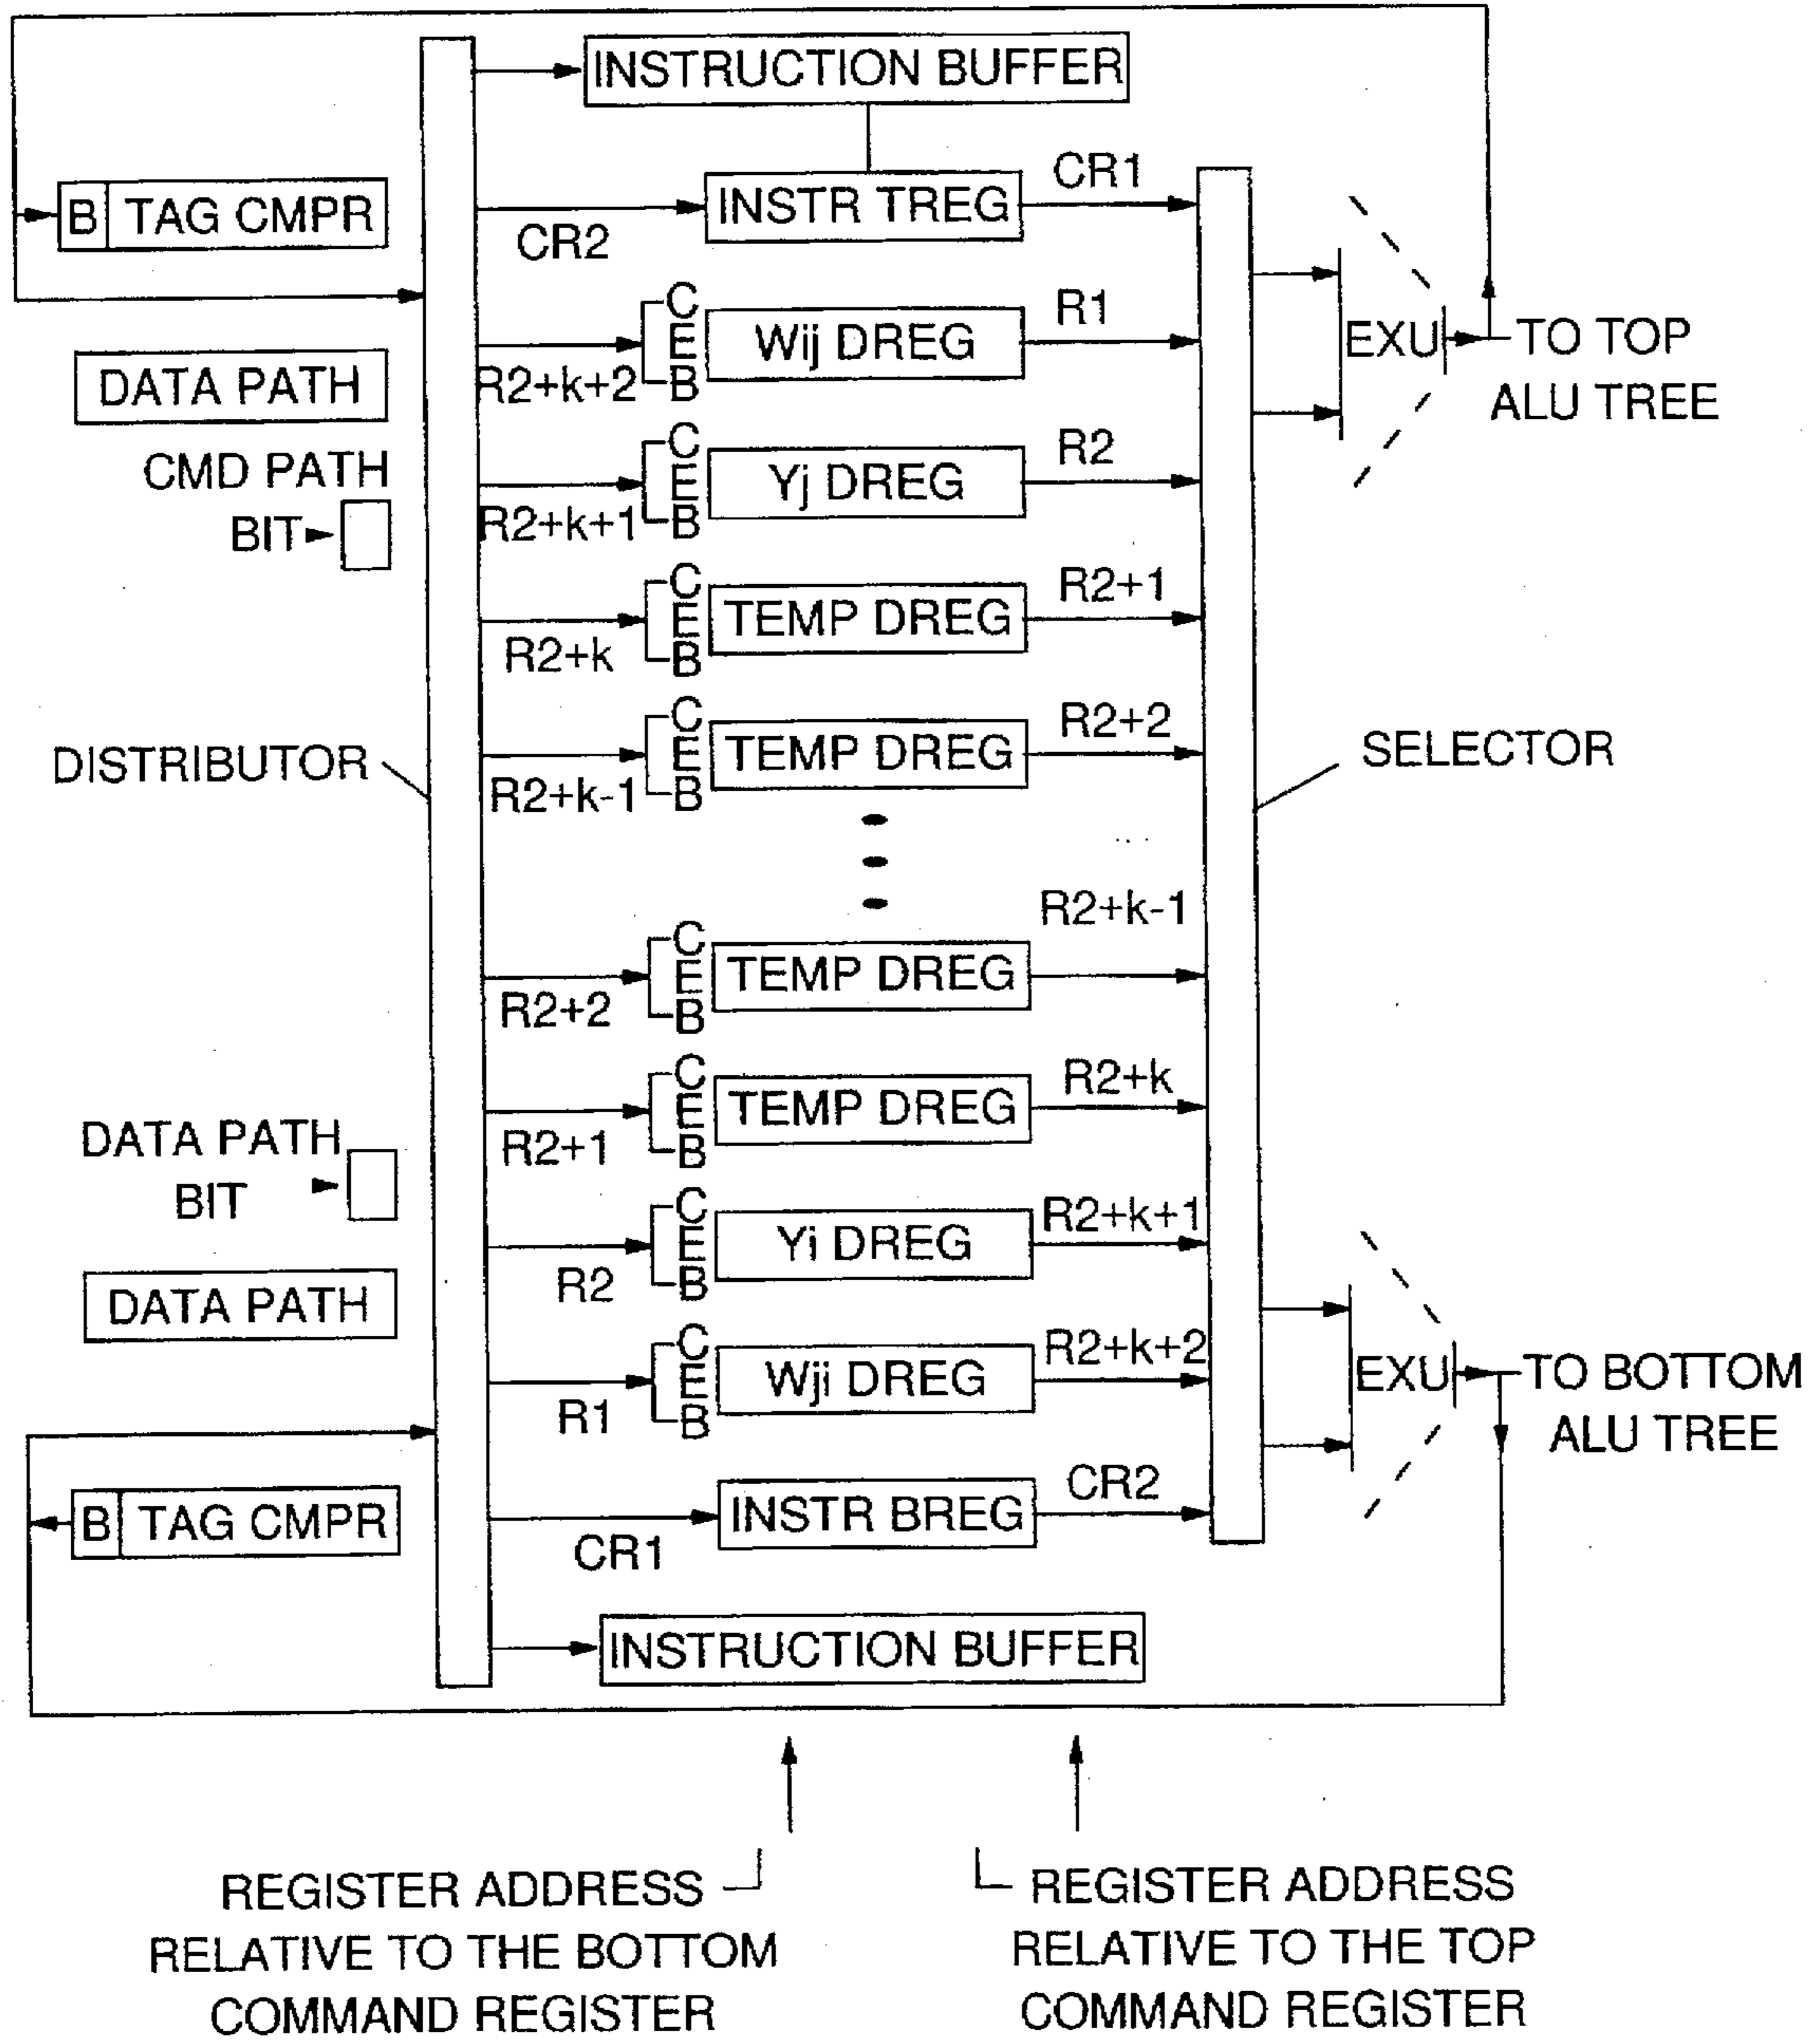 INSTRUCTION BUFFER
B TAG CMPR
CR2
INSTR TREG
CR1
DATA PATH
R2+k+2
C
E
B
Wij DREG
R1
EXU
TO TOP
ALU TREE
CMD PATH
BIT
R2+k+1
C
E
B
Yj DREG
R2
R2+k
C
E
B
TEMP DREG
R2+1
DISTRIBUTOR
R2+k-1
C
E
B
TEMP DREG
R2+2
SELECTOR
R2+2
C
E
B
TEMP DREG
R2+k-1
DATA PATH
BIT
R2+1
C
E
B
TEMP DREG
R2+k
R2
C
E
B
Yi DREG
R2+k+1
DATA PATH
R1
C
E
B
Wji DREG
R2+k+2
EXU
TO BOTTOM
ALU TREE
B TAG CMPR
CR1
INSTR BREG
CR2
INSTRUCTION BUFFER
REGISTER ADDRESS
RELATIVE TO THE BOTTOM
COMMAND REGISTER
REGISTER ADDRESS
RELATIVE TO THE TOP
COMMAND REGISTER